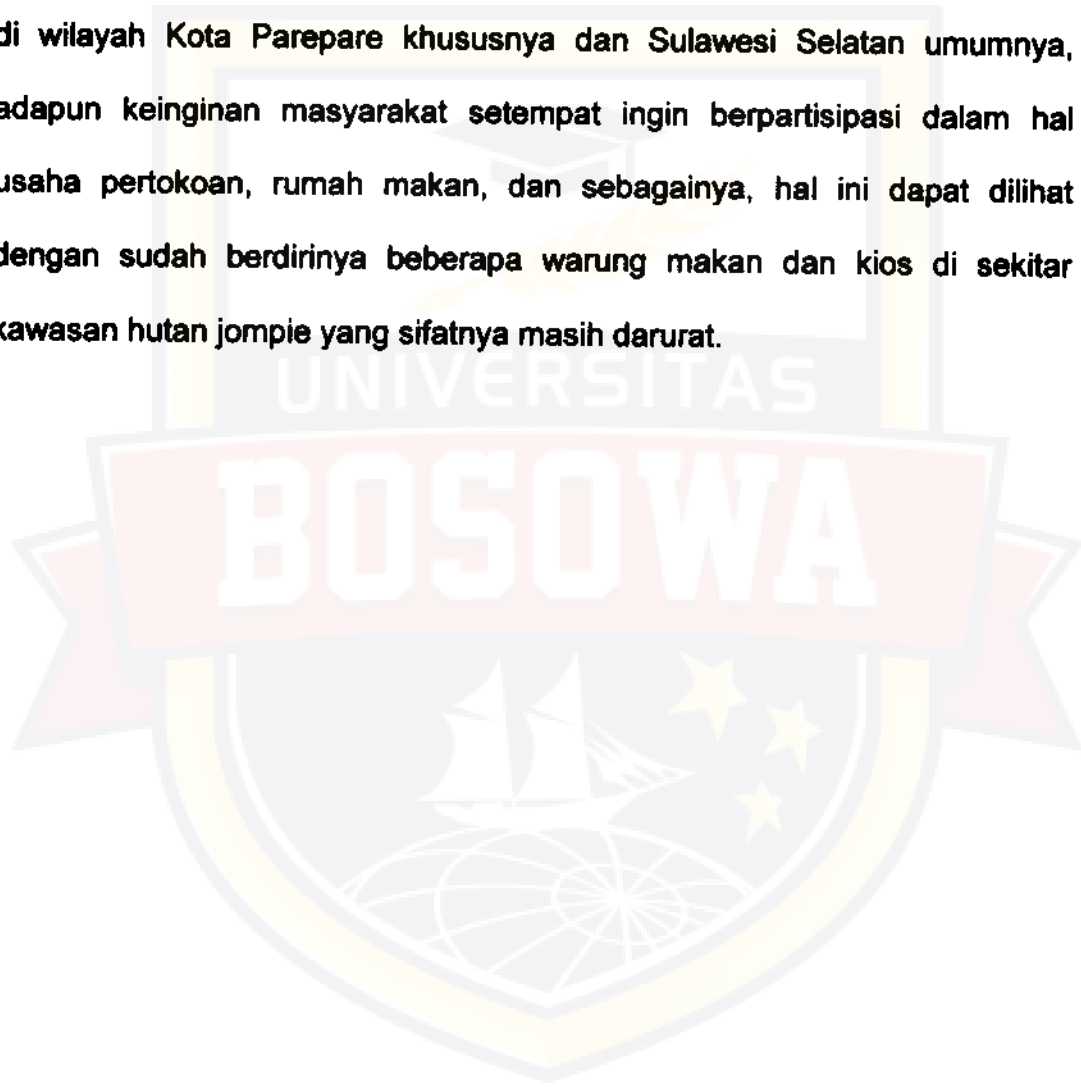 di wilayah Kota Parepare khususnya dan Sulawesi Selatan umumnya,
adapun keinginan masyarakat setempat ingin berpartisipasi dalam hal
usaha pertokoan, rumah makan, dan sebagainya, hal ini dapat dilihat
dengan sudah berdirinya beberapa warung makan dan kios di sekitar
kawasan hutan jompie yang sifatnya masih darurat.
UNIVERSITAS
BOSOWA